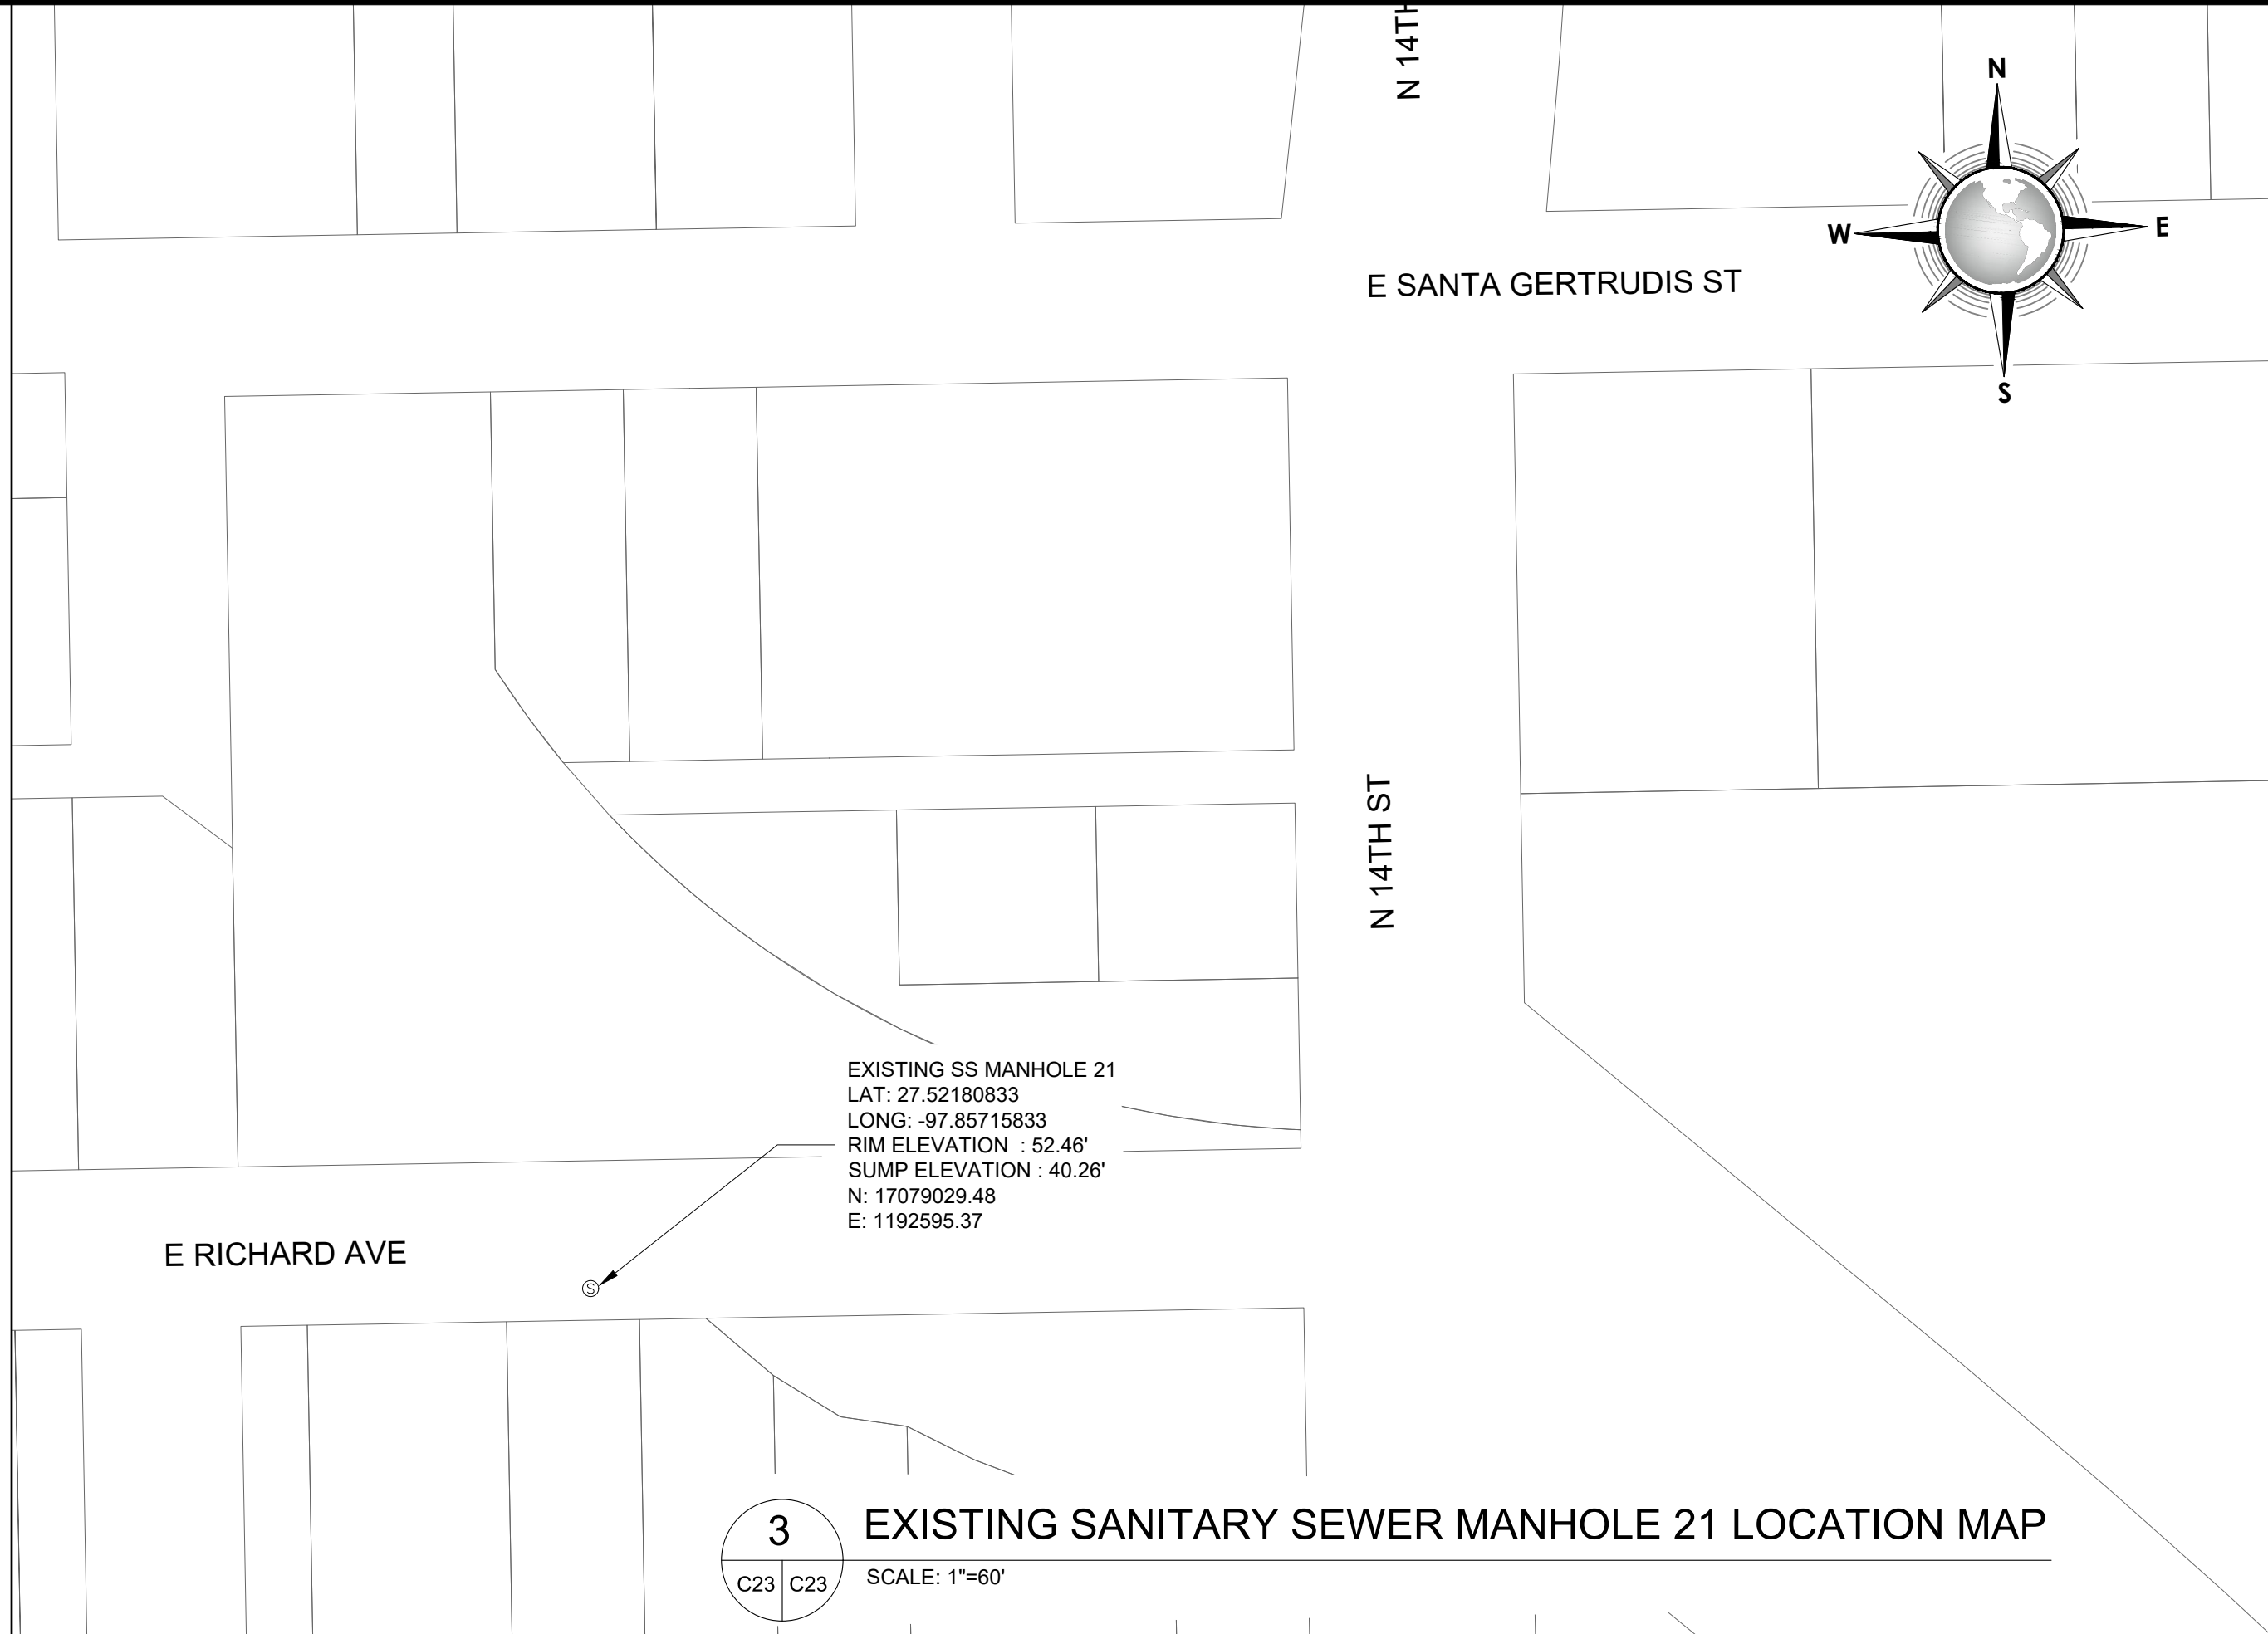 N 14TH
N
W
E
S
E SANTA GERTRUDIS ST
N 14TH ST
EXISTING SS MANHOLE 21
LAT: 27.52180833
LONG: -97.85715833
RIM ELEVATION : 52.46'
SUMP ELEVATION : 40.26'
N: 17079029.48
E: 1192595.37
E RICHARD AVE
S
3
C23 C23
EXISTING SANITARY SEWER MANHOLE 21 LOCATION MAP
SCALE: 1"=60'